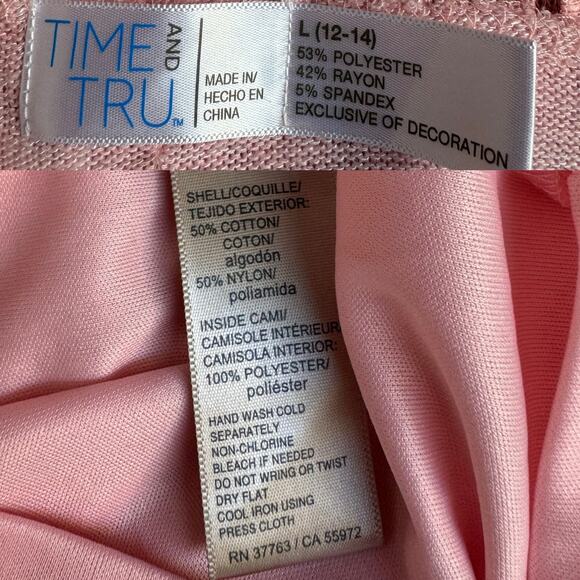 TIME
AND
TRU™
MADE IN/
HECHO EN
CHINA
L (12-14)
53% POLYESTER
42% RAYON
5% SPANDEX
EXCLUSIVE OF DECORATION
SHELL/COQUILLE/
TEJIDO EXTERIOR:
50% COTTON/
COTON/
algodón
50% NYLON/
poliamida
INSIDE CAMI/
CAMISOLE INTÉRIEUR
CAMISOLA INTERIOR:
100% POLYESTER/
poliéster
HAND WASH COLD
SEPARATELY
NON-CHLORINE
BLEACH IF NEEDED
DO NOT WRING OR TWIST
DRY FLAT
COOL IRON USING
PRESS CLOTH
RN 37763 / CA 55972